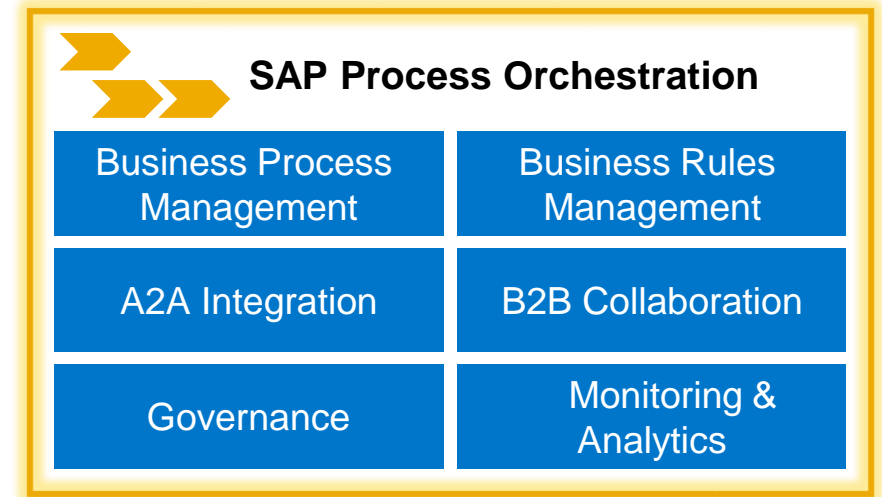 SAP Process Orchestration
Business Process
Management
Business Rules
Management
A2A Integration
B2B Collaboration
Governance
Monitoring &
Analytics